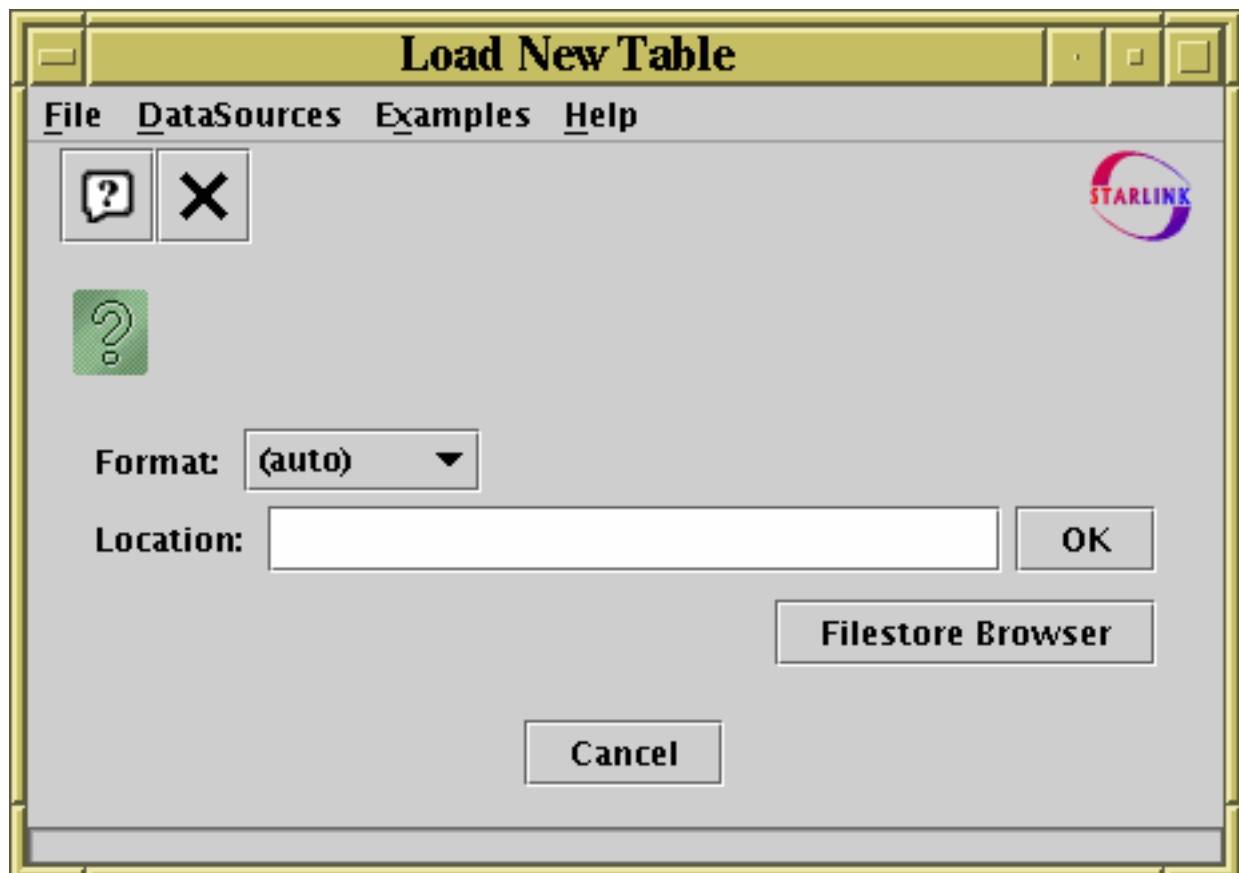 Load New Table
File DataSources Examples Help
?
STARLINK
?
Format: (auto)
Location: OK
Filestore Browser
Cancel